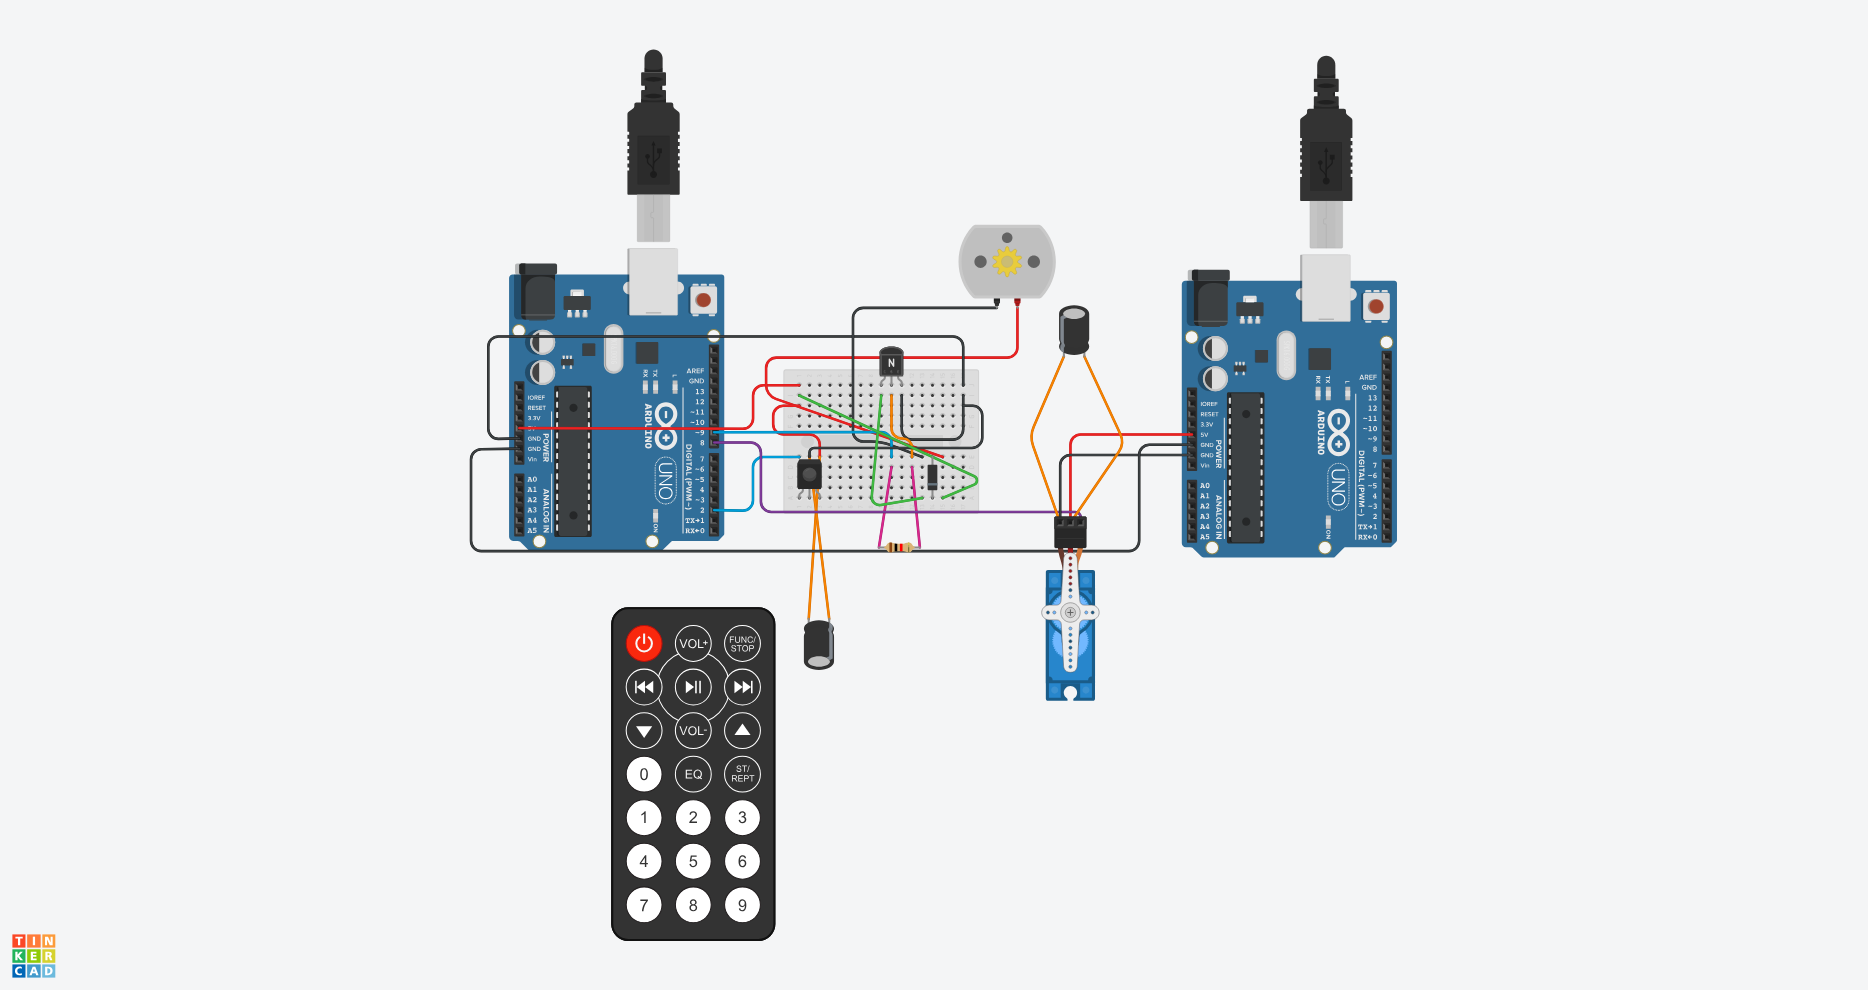 IOREF
RESET
3.3V
GND
GND
Vin
POWER
A0
A1
A2
A3
A4
A5
ANALOG IN
RX
TX
L
ARDUINO
UNO
ON
AREF
GND
13
12
~11
~10
~9
8
7
~6
~5
4
~3
2
TX→1
RX←0
DIGITAL (PWM~)
N
IOREF
RESET
3.3V
5V
GND
GND
Vin
POWER
A0
A1
A2
A3
A4
A5
ANALOG IN
RX
TX
L
ARDUINO
UNO
ON
AREF
GND
13
12
~11
~10
~9
8
7
~6
~5
4
~3
2
TX→1
RX←0
DIGITAL (PWM~)
VOL+
FUNC/
STOP
VOL-
0
EQ
ST/
REPT
1 2 3
4 5 6
7 8 9
TIN
KER
CAD